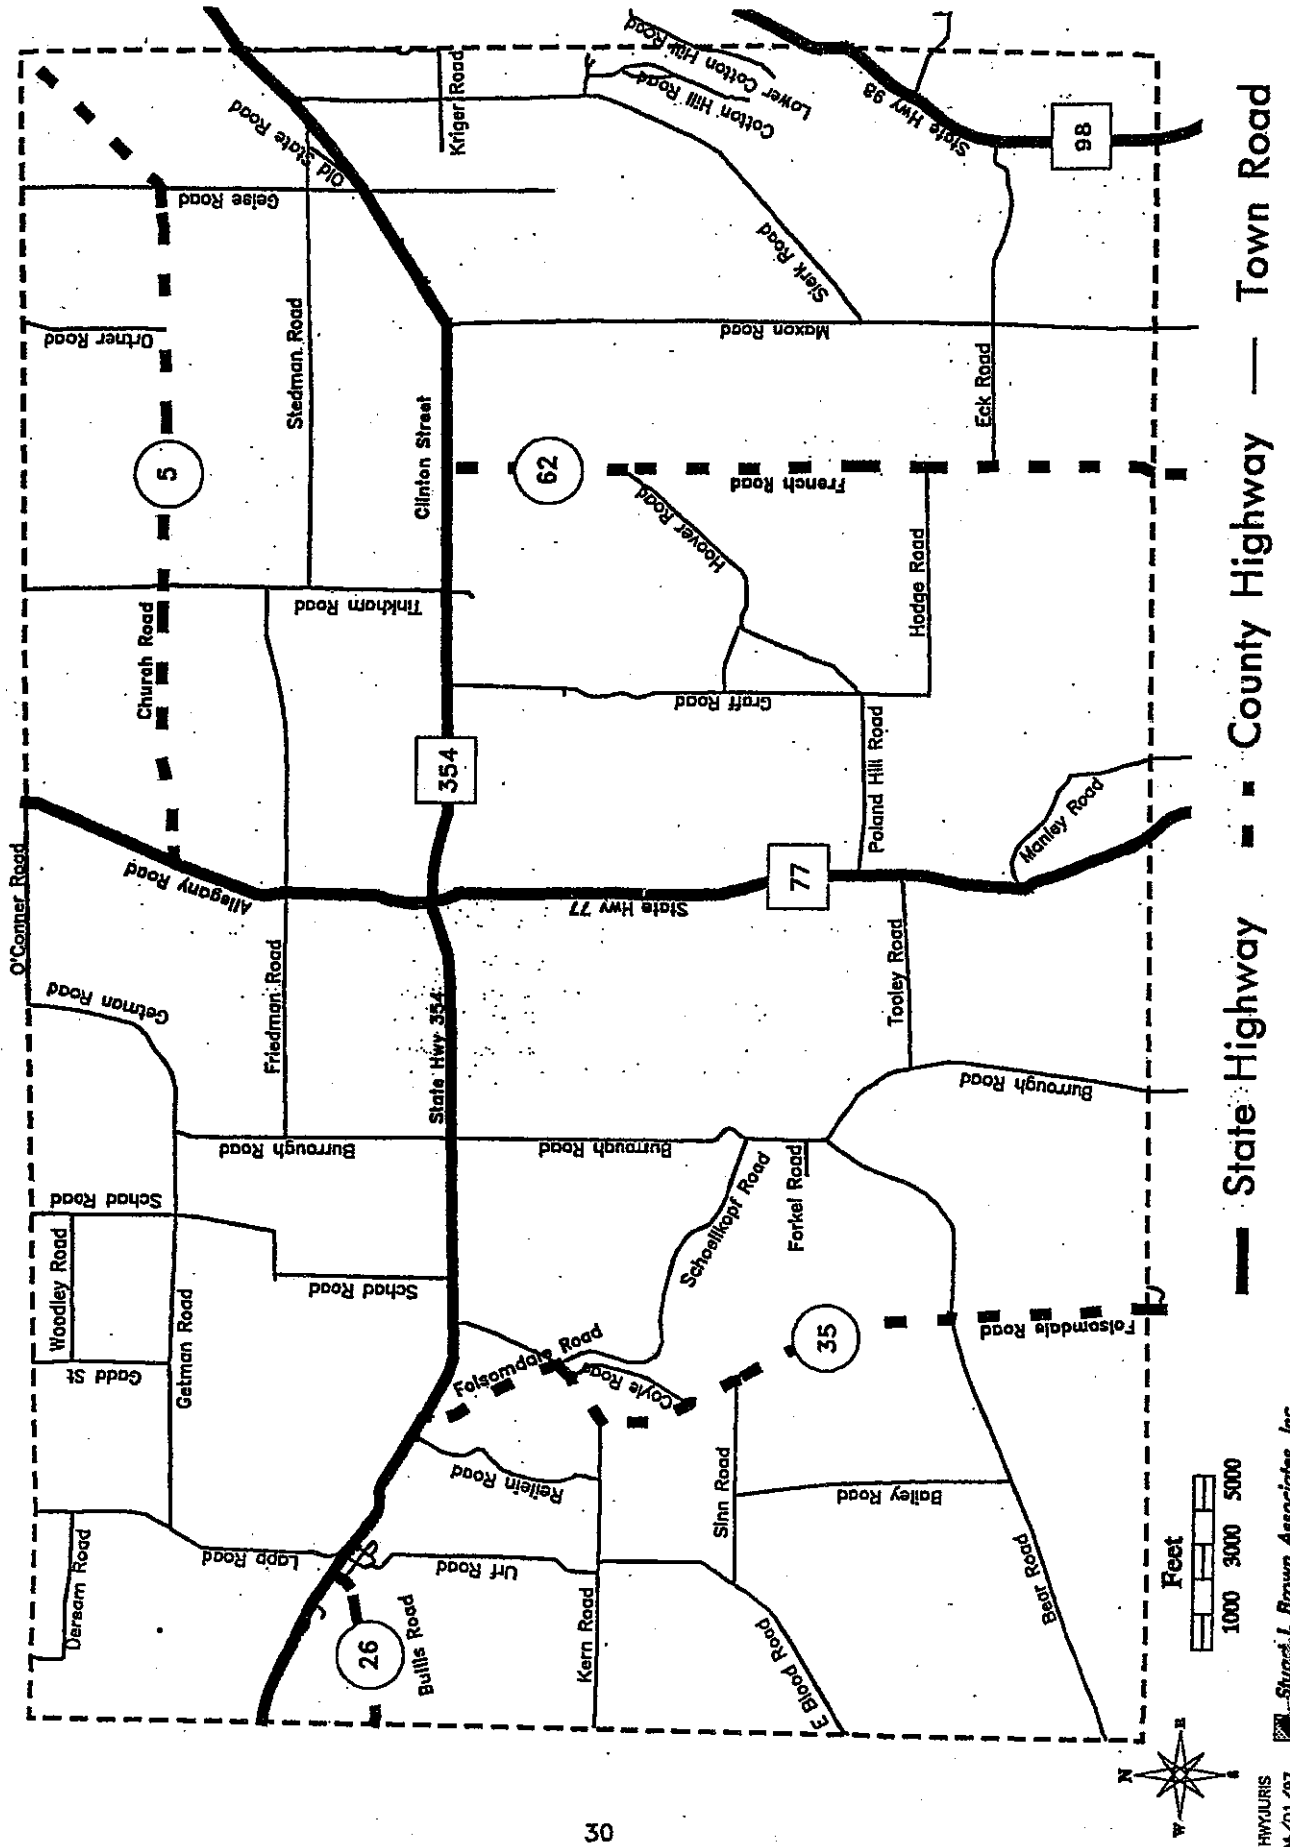 O'Conner Road
Getman Road
Allegany Road
Ortner Road
Geise Road
5
Church Road
Old State Road
Stedman Road
Kriger Road
Tinkham Road
Friedman Road
Clinton Street
354
State Hwy 354
Burrough Road
Schad Road
Woodley Road
Gadd St
Getman Road
Schad Road
Dersam Road
Lapp Road
26
Bullis Road
Urf Road
Reilein Road
Folsomdale Road
Coyle Road
Kern Road
Sinn Road
E Blood Road
Bailey Road
Bear Road
35
Folsomdale Road
Schoellkopf Road
Forkel Road
Burrough Road
Burrough Road
Tooley Road
State Hwy 77
77
Manley Road
Poland Hill Road
Graff Road
Hoover Road
Hodge Road
62
French Road
Eck Road
Maxon Road
Sierk Road
Cotton Hill Road
Lower Cotton Hill Road
State Hwy 98
98
State Highway
County Highway
Town Road
Feet
1000 3000 5000
N
E
S
W
HWYJURIS
Stuart I. Brown Associates, Inc.
30